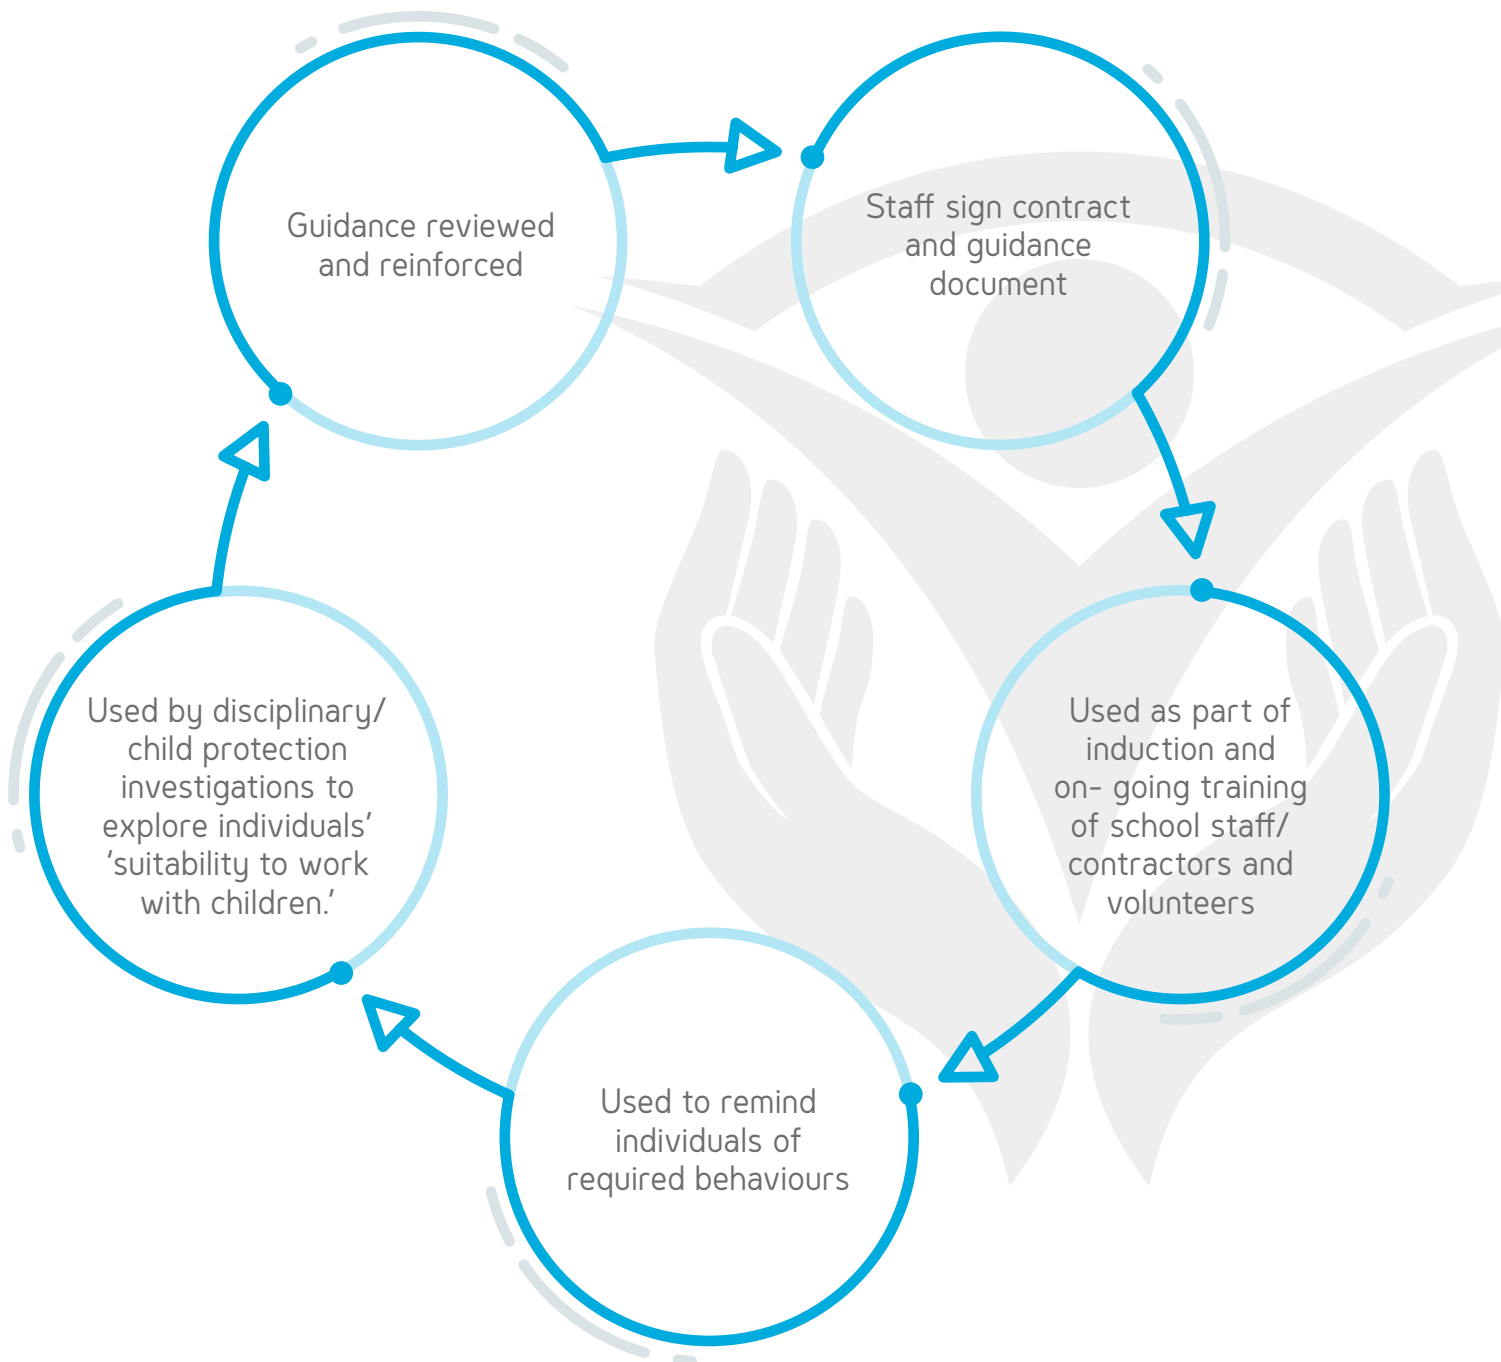 Guidance reviewed
and reinforced
Staff sign contract
and guidance
document
Used as part of
induction and
on- going training
of school staff/
contractors and
volunteers
Used to remind
individuals of
required behaviours
Used by disciplinary/
child protection
investigations to
explore individuals’
‘suitability to work
with children.’